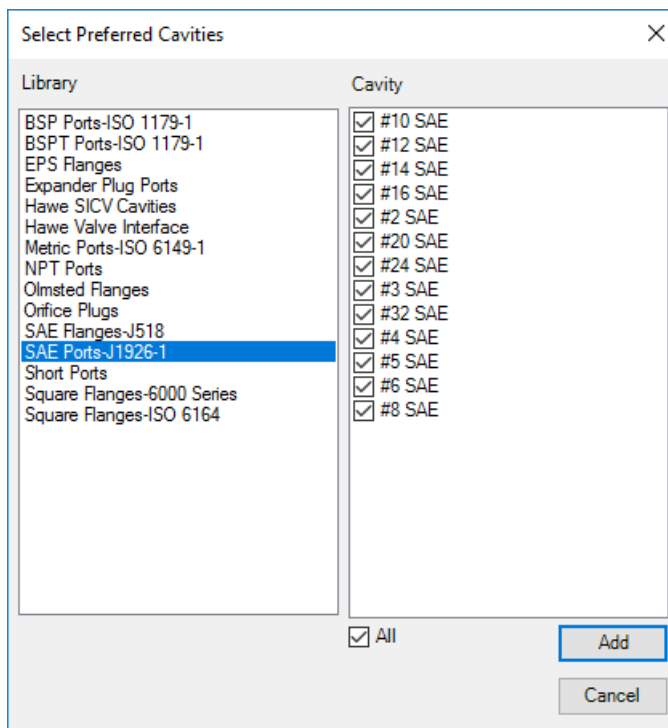 Select Preferred Cavities
Library
BSP Ports-ISO 1179-1
BSPT Ports-ISO 1179-1
EPS Flanges
Expander Plug Ports
Hawe SICV Cavities
Hawe Valve Interface
Metric Ports-ISO 6149-1
NPT Ports
Olmsted Flanges
Orifice Plugs
SAE Flanges-J518
SAE Ports-J1926-1
Short Ports
Square Flanges-6000 Series
Square Flanges-ISO 6164
Cavity
#10 SAE
#12 SAE
#14 SAE
#16 SAE
#2 SAE
#20 SAE
#24 SAE
#3 SAE
#32 SAE
#4 SAE
#5 SAE
#6 SAE
#8 SAE
All
Add
Cancel